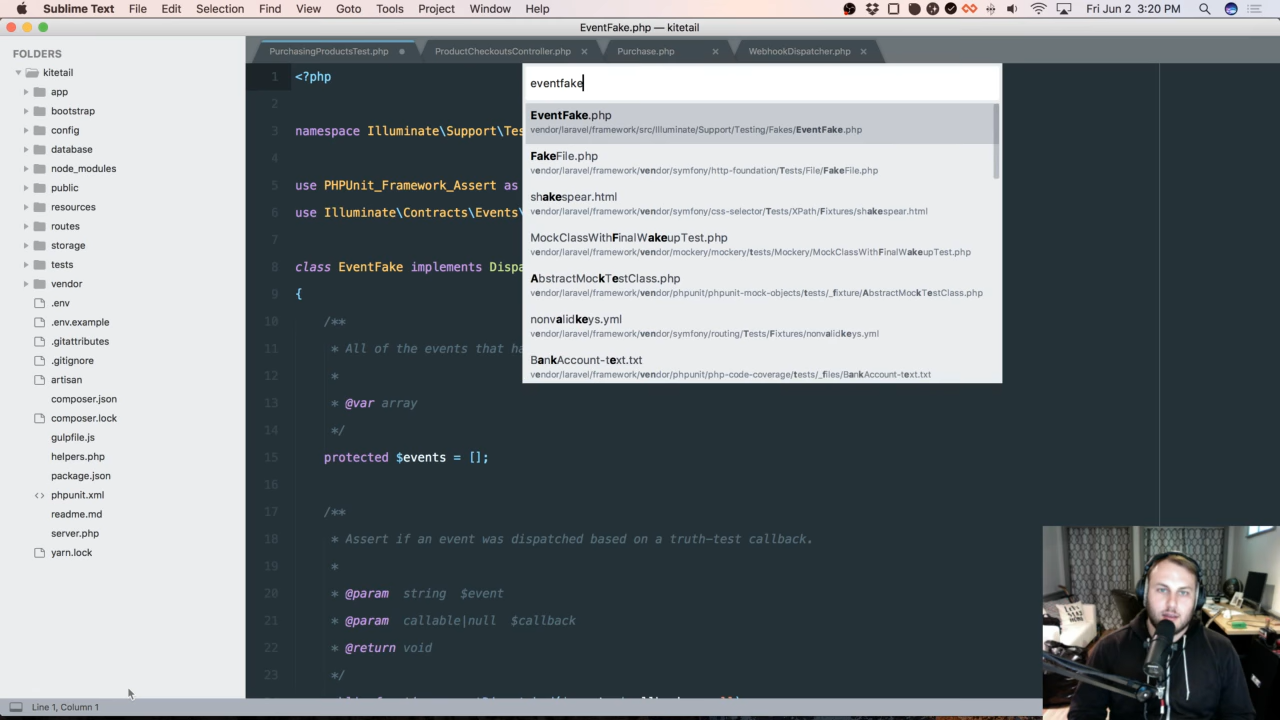 Sublime Text File Edit Selection Find View Goto Tools Project Window Help Fri Jun 2 3:20 PM
EventFake.php — kitetail
FOLDERS
kitetail
app
bootstrap
config
database
node_modules
public
resources
routes
storage
tests
vendor
.env
.env.example
.gitattributes
.gitignore
artisan
composer.json
composer.lock
gulpfile.js
helpers.php
package.json
<> phpunit.xml
readme.md
server.php
yarn.lock
PurchasingProductsTest.php ProductCheckoutsController.php Purchase.php WebhookDispatcher.php
eventfake
EventFake.php
vendor/laravel/framework/src/Illuminate/Support/Testing/Fakes/EventFake.php
FakeFile.php
vendor/laravel/framework/vendor/symfony/http-foundation/Tests/File/FakeFile.php
shakespear.html
vendor/laravel/framework/vendor/symfony/css-selector/Tests/XPath/Fixtures/shakespear.html
MockClassWithFinalWakeupTest.php
vendor/laravel/framework/vendor/mockery/mockery/tests/Mockery/MockClassWithFinalWakeupTest.php
AbstractMockTestClass.php
vendor/laravel/framework/vendor/phpunit/phpunit-mock-objects/tests/_fixture/AbstractMockTestClass.php
nonvalidkeys.yml
vendor/laravel/framework/vendor/symfony/routing/Tests/Fixtures/nonvalidkeys.yml
BankAccount-text.txt
vendor/laravel/framework/vendor/phpunit/php-code-coverage/tests/_files/BankAccount-text.txt
1 <?php
2
3 namespace Illuminate\Support\Tes
4
5 use PHPUnit_Framework_Assert as
6 use Illuminate\Contracts\Events\
7
8 class EventFake implements Dispa
9 {
10 /**
11 * All of the events that ha
12 *
13 * @var array
14 */
15 protected $events = [];
16
17 /**
18 * Assert if an event was dispatched based on a truth-test callback.
19 *
20 * @param string $event
21 * @param callable|null $callback
22 * @return void
23 */
Line 1, Column 1